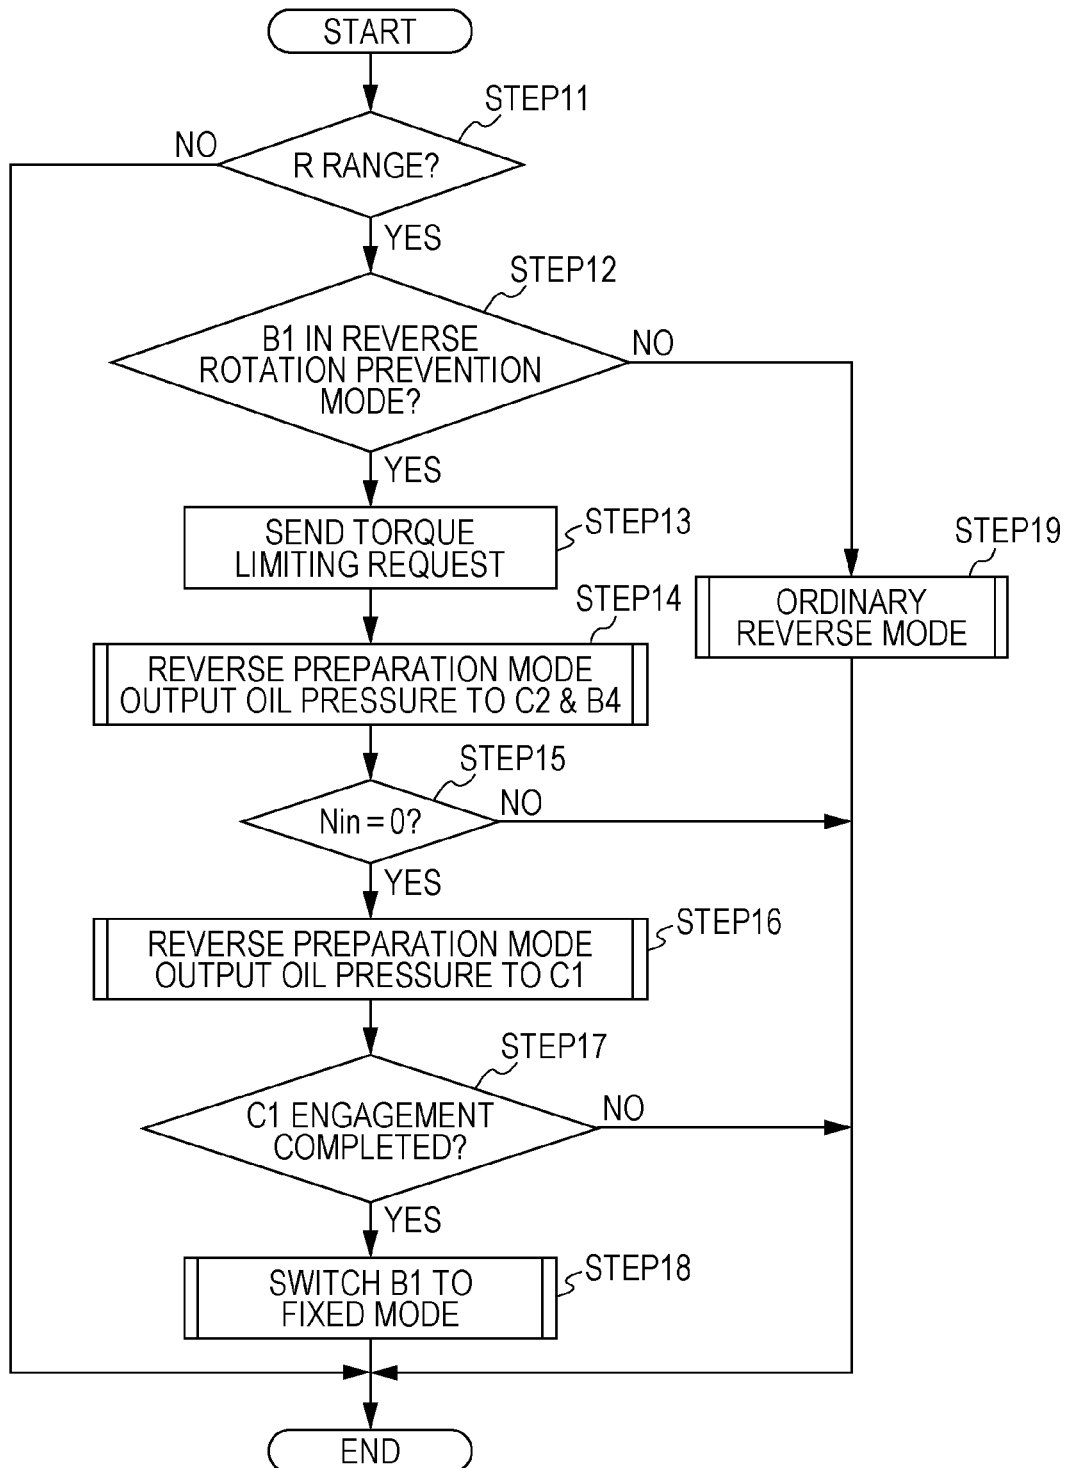 START
STEP11
NO
R RANGE?
YES
STEP12
B1 IN REVERSE
ROTATION PREVENTION
MODE?
NO
YES
SEND TORQUE
LIMITING REQUEST
STEP13
STEP19
ORDINARY
REVERSE MODE
STEP14
REVERSE PREPARATION MODE
OUTPUT OIL PRESSURE TO C2 & B4
STEP15
Nin = 0?
NO
YES
STEP16
REVERSE PREPARATION MODE
OUTPUT OIL PRESSURE TO C1
STEP17
C1 ENGAGEMENT
COMPLETED?
NO
YES
SWITCH B1 TO
FIXED MODE
STEP18
END